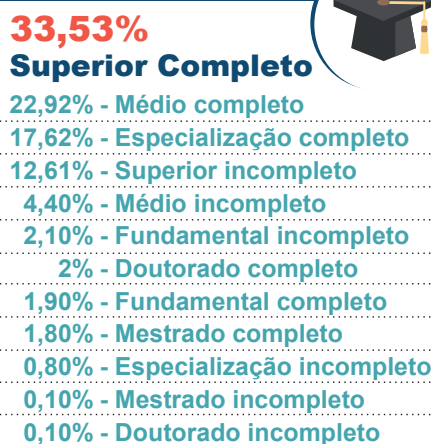 33,53%
Superior Completo
22,92% - Médio completo
17,62% - Especialização completo
12,61% - Superior incompleto
4,40% - Médio incompleto
2,10% - Fundamental incompleto
2% - Doutorado completo
1,90% - Fundamental completo
1,80% - Mestrado completo
0,80% - Especialização incompleto
0,10% - Mestrado incompleto
0,10% - Doutorado incompleto